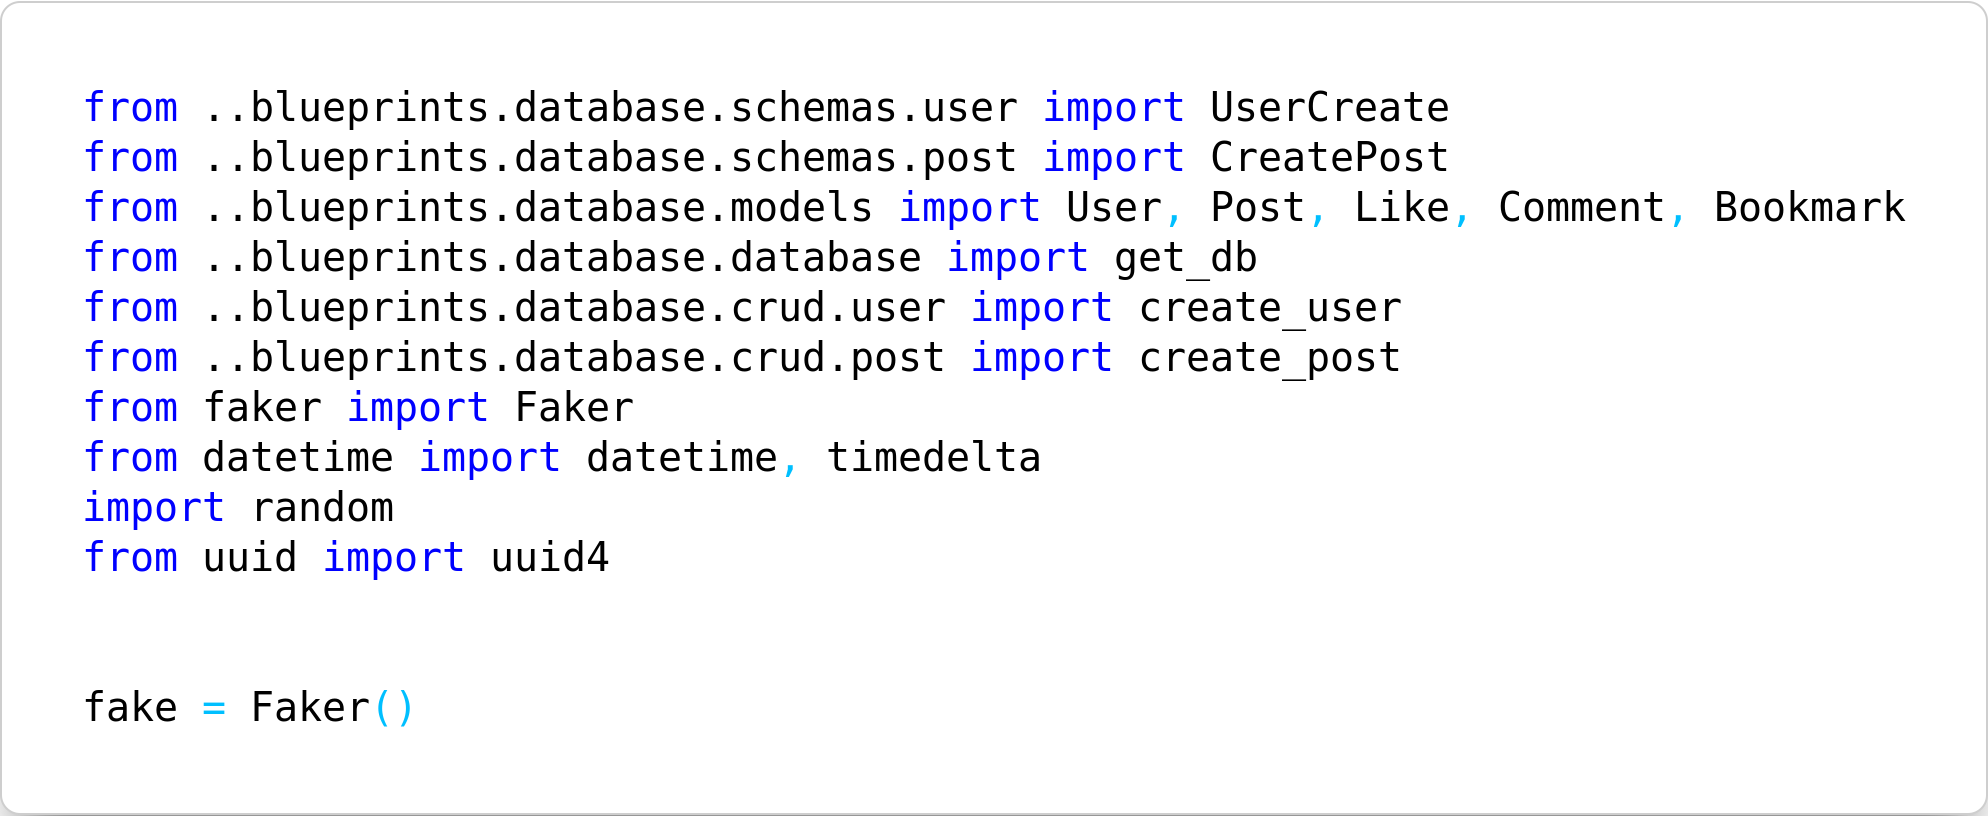 from ..blueprints.database.schemas.user import UserCreate
from ..blueprints.database.schemas.post import CreatePost
from ..blueprints.database.models import User, Post, Like, Comment, Bookmark
from ..blueprints.database.database import get_db
from ..blueprints.database.crud.user import create_user
from ..blueprints.database.crud.post import create_post
from faker import Faker
from datetime import datetime, timedelta
import random
from uuid import uuid4
fake = Faker()